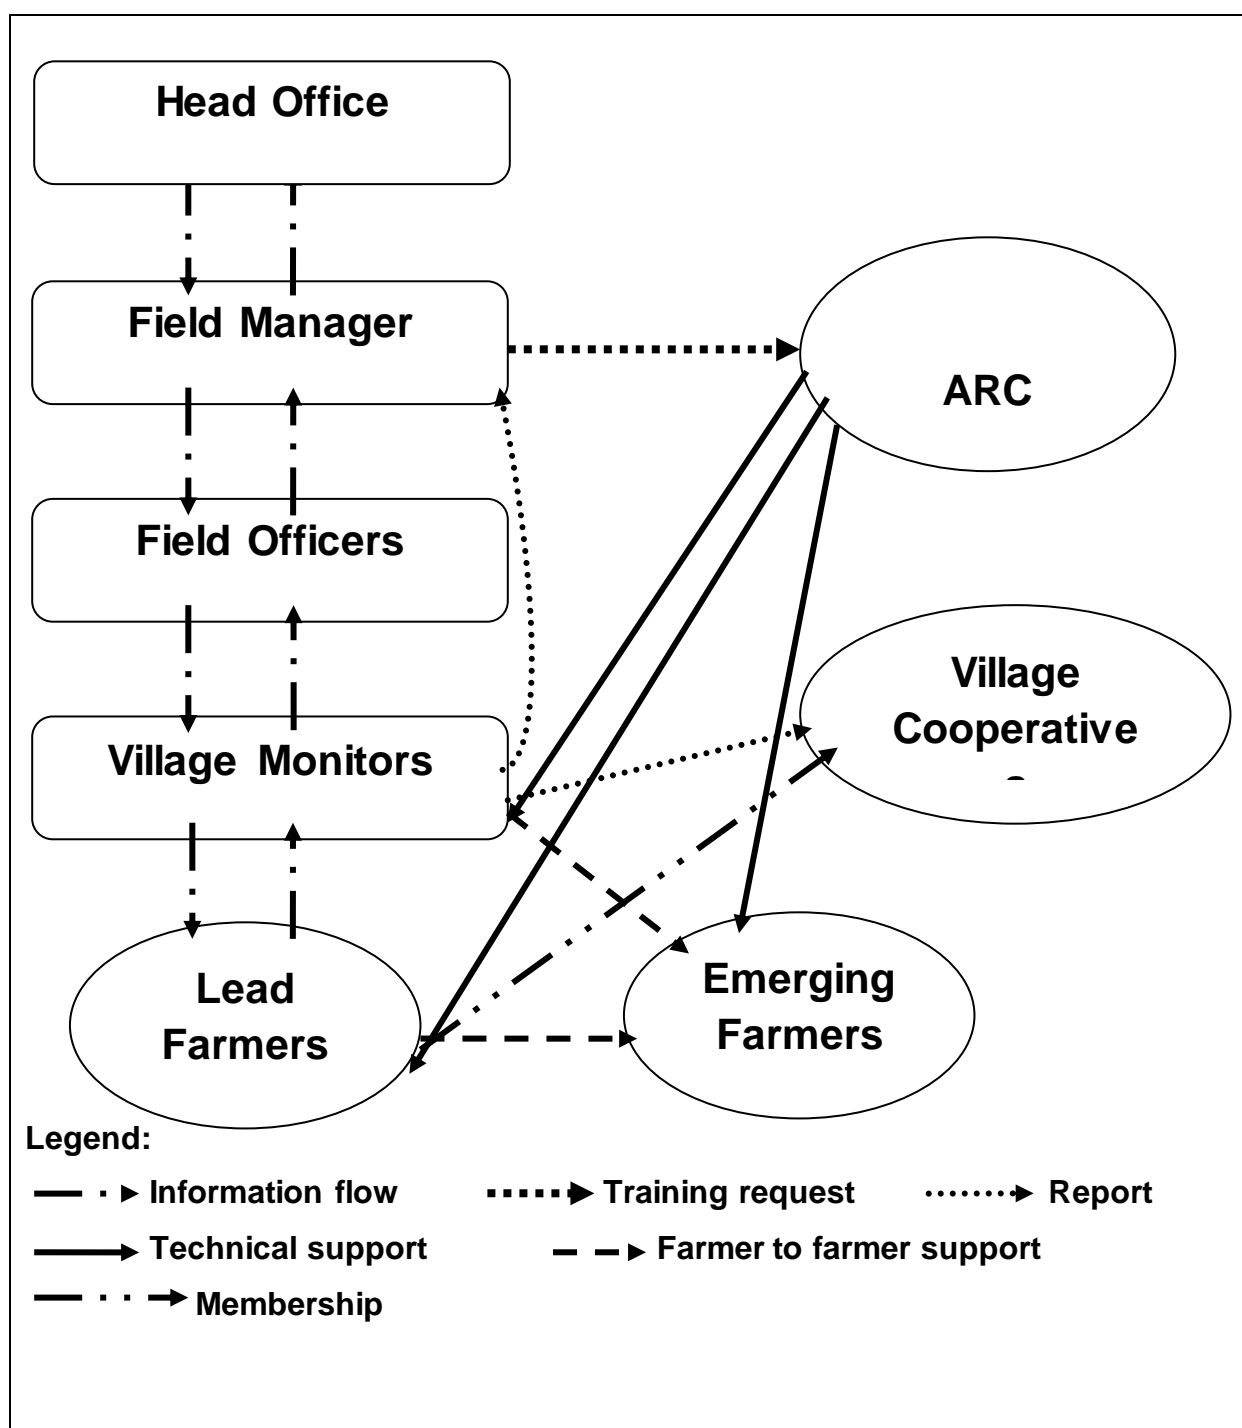 Head Office
Field Manager
ARC
Field Officers
Village
Cooperative
Village Monitors
Lead
Farmers
Emerging
Farmers
Legend:
Information flow
Training request
Report
Technical support
Farmer to farmer support
Membership